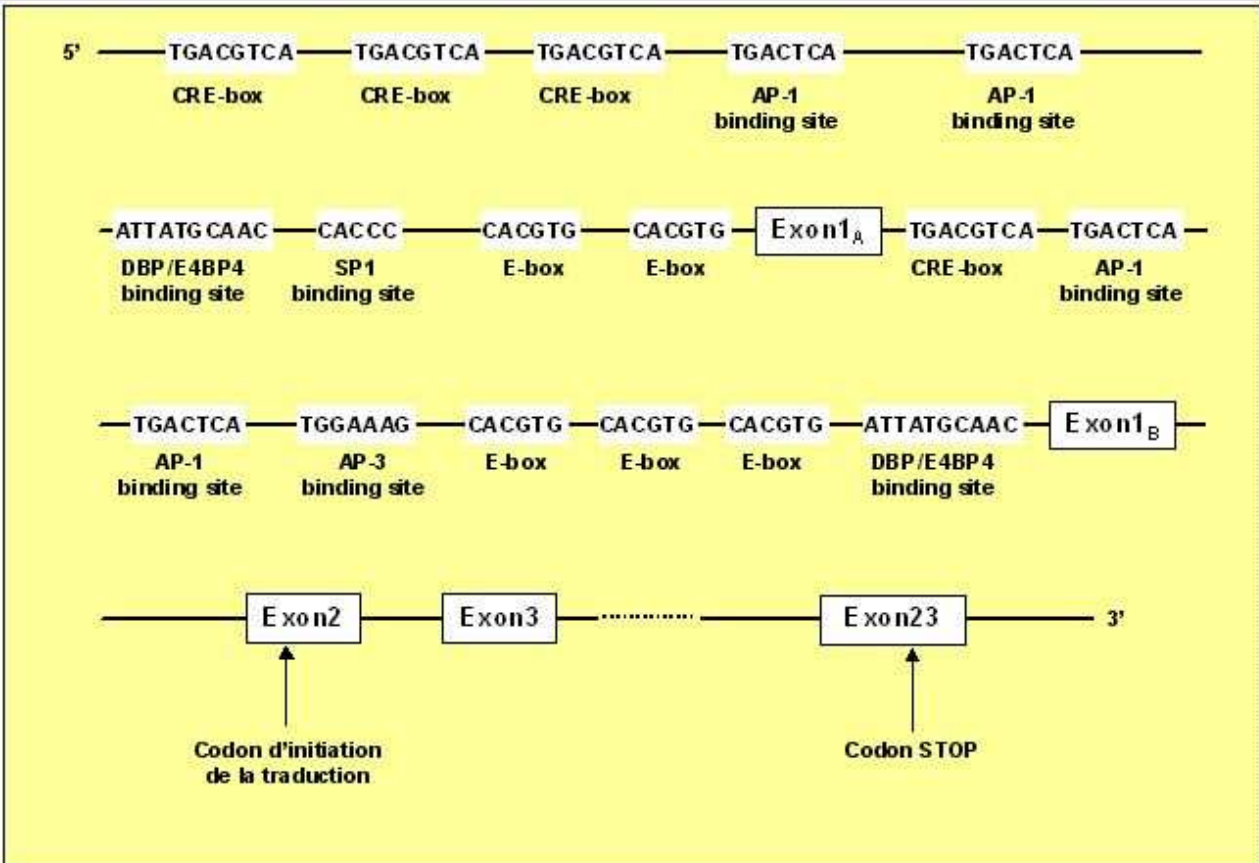 5’ TGACGTCA TGACGTCA TGACGTCA TGACTCA TGACTCA
CRE-box CRE-box CRE-box AP-1 AP-1
binding site binding site
ATTATGCAAC CACCC CACGTG CACGTG Exon1A TGACGTCA TGACTCA
DBP/E4BP4 SP1 E-box E-box CRE-box AP-1
binding site binding site binding site
TGACTCA TGGAAAG CACGTG CACGTG CACGTG ATTATGCAAC Exon1B
AP-1 AP-3 E-box E-box E-box DBP/E4BP4
binding site binding site binding site
Exon2 Exon3 Exon23 3’
Codon d’initiation Codon STOP
de la traduction